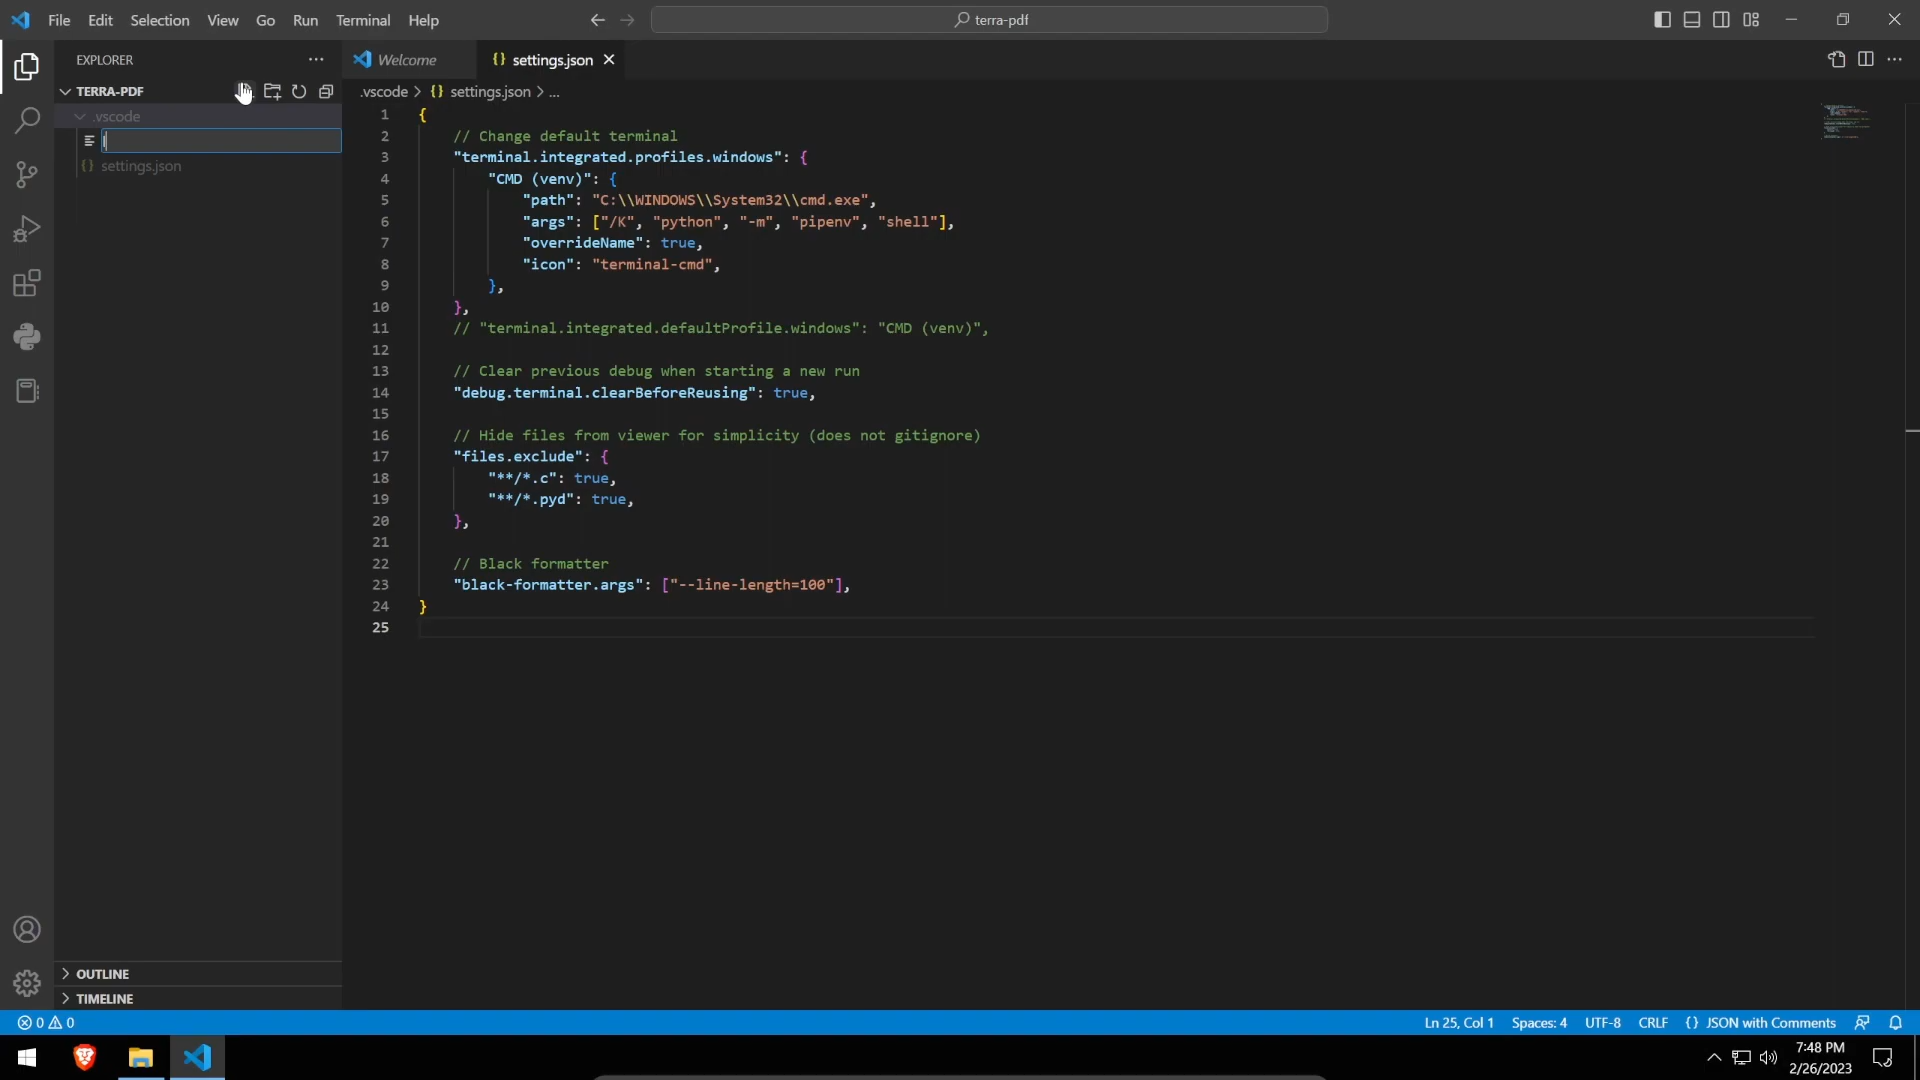 File Edit Selection View Go Run Terminal Help
terra-pdf
EXPLORER
Welcome
{} settings.json
TERRA-PDF
.vscode > {} settings.json > ...
.vscode
{} settings.json
1 {
2 // Change default terminal
3 "terminal.integrated.profiles.windows": {
4 "CMD (venv)": {
5 "path": "C:\\WINDOWS\\System32\\cmd.exe",
6 "args": ["/K", "python", "-m", "pipenv", "shell"],
7 "overrideName": true,
8 "icon": "terminal-cmd",
9 },
10 },
11 // "terminal.integrated.defaultProfile.windows": "CMD (venv)",
12
13 // Clear previous debug when starting a new run
14 "debug.terminal.clearBeforeReusing": true,
15
16 // Hide files from viewer for simplicity (does not gitignore)
17 "files.exclude": {
18 "**/*.c": true,
19 "**/*.pyd": true,
20 },
21
22 // Black formatter
23 "black-formatter.args": ["--line-length=100"],
24 }
25
OUTLINE
TIMELINE
0 0
Ln 25, Col 1 Spaces: 4 UTF-8 CRLF {} JSON with Comments
7:48 PM
2/26/2023